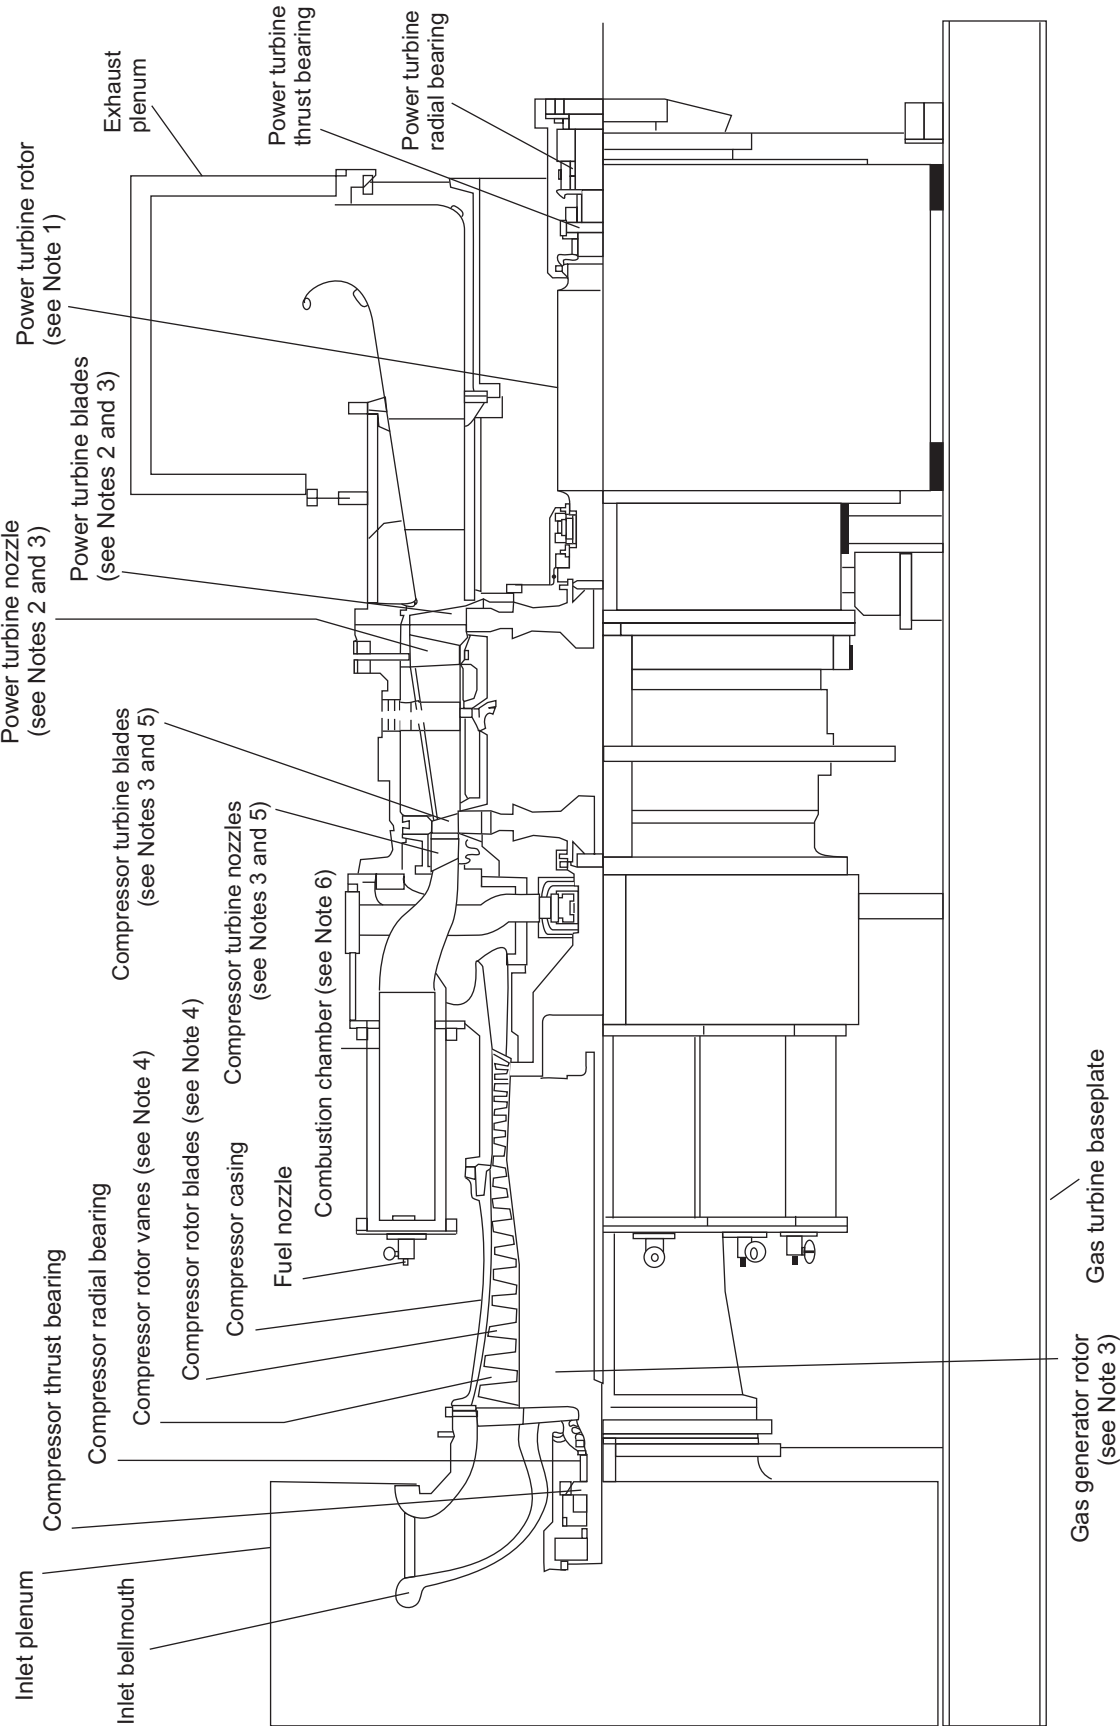 Inlet plenum
Inlet bellmouth
Compressor thrust bearing
Compressor radial bearing
Compressor rotor vanes (see Note 4)
Compressor rotor blades (see Note 4)
Compressor casing
Fuel nozzle
Combustion chamber (see Note 6)
Compressor turbine nozzles
(see Notes 3 and 5)
Compressor turbine blades
(see Notes 3 and 5)
Power turbine nozzle
(see Notes 2 and 3)
Power turbine blades
(see Notes 2 and 3)
Power turbine rotor
(see Note 1)
Exhaust
plenum
Power turbine
thrust bearing
Power turbine
radial bearing
Gas generator rotor
(see Note 3)
Gas turbine baseplate